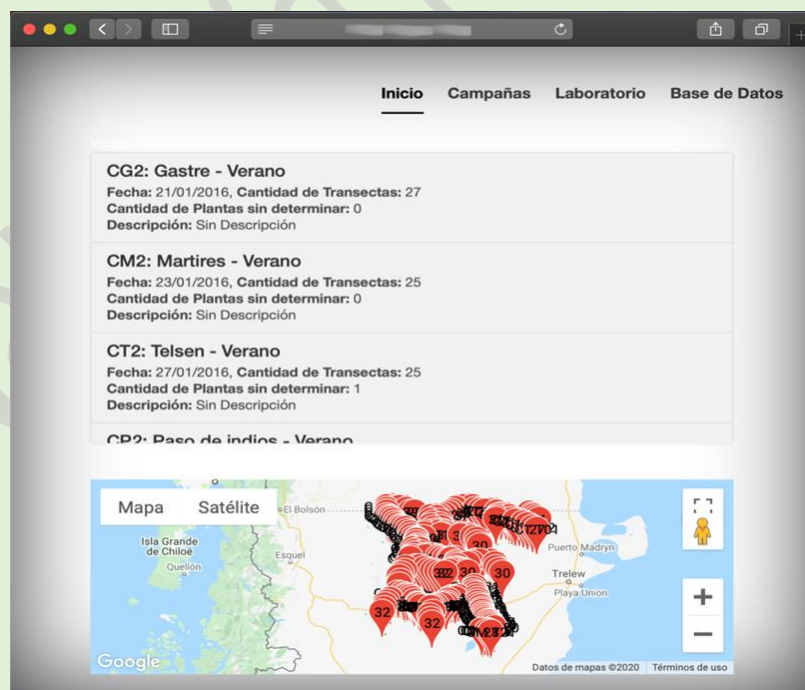 Inicio Campañas Laboratorio Base de Datos
CG2: Gastre - Verano
Fecha: 21/01/2016, Cantidad de Transectas: 27
Cantidad de Plantas sin determinar: 0
Descripción: Sin Descripción
CM2: Martires - Verano
Fecha: 23/01/2016, Cantidad de Transectas: 25
Cantidad de Plantas sin determinar: 0
Descripción: Sin Descripción
CT2: Telsen - Verano
Fecha: 27/01/2016, Cantidad de Transectas: 25
Cantidad de Plantas sin determinar: 1
Descripción: Sin Descripción
CP2: Paso de indios - Verano
Mapa Satélite
El Bolsón
Isla Grande
de Chiloé
Esquel
Quellón
Puerto Madryn
Trelew
Playa Unión
30
32 30 30
32
32
Google
Datos de mapas ©2020 Términos de uso